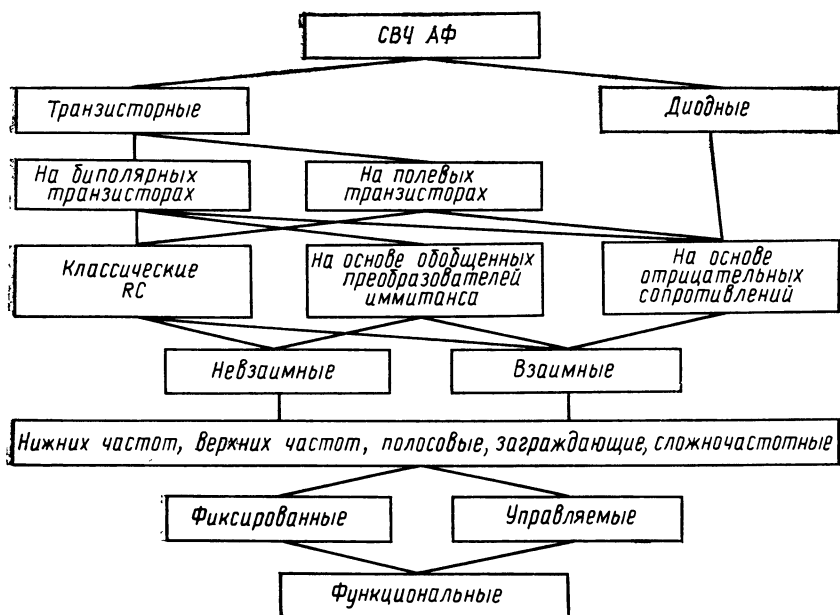 СВЧ АФ
Транзисторные
Диодные
На биполярных
транзисторах
На полевых
транзисторах
Классические
RC
На основе обобщенных
преобразователей
иммитанса
На основе
отрицательных
сопротивлений
Невзаимные
Взаимные
Нижних частот, верхних частот, полосовые, заграждающие, сложночастотные
Фиксированные
Управляемые
Функциональные